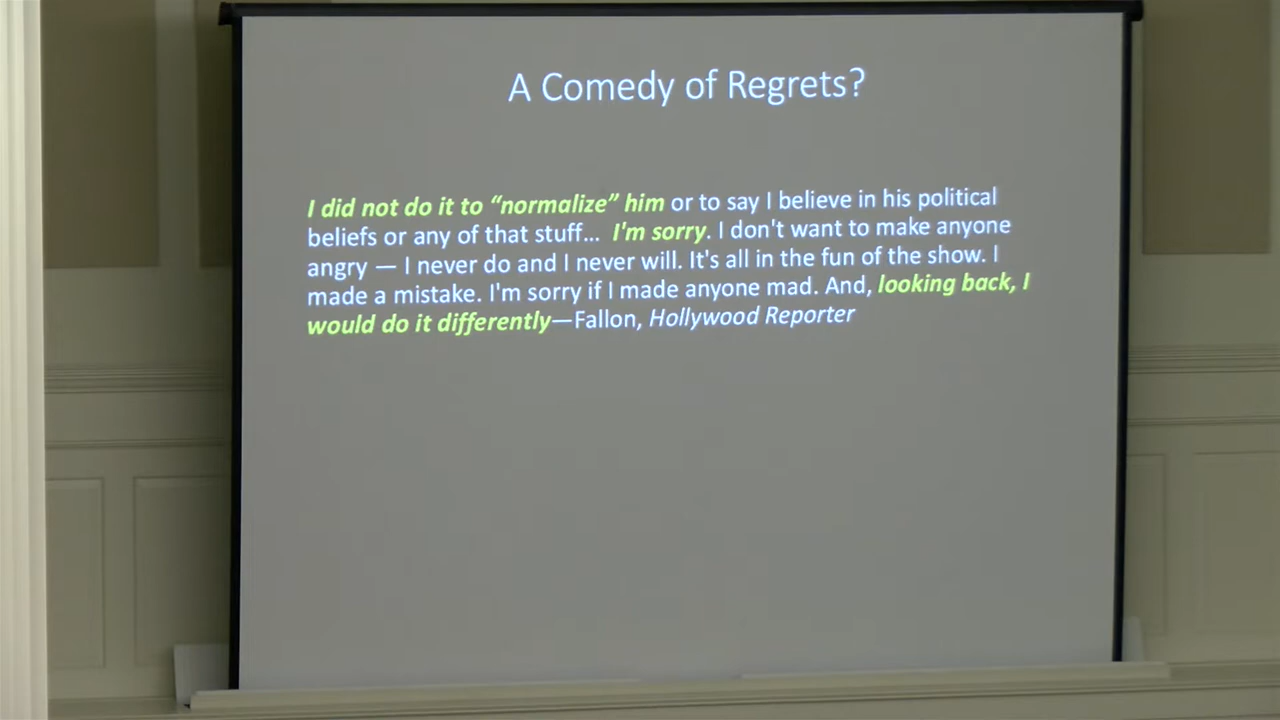 A Comedy of Regrets?
I did not do it to “normalize” him or to say I believe in his political
beliefs or any of that stuff... I'm sorry. I don't want to make anyone
angry — I never do and I never will. It's all in the fun of the show. I
made a mistake. I'm sorry if I made anyone mad. And, looking back, I
would do it differently—Fallon, Hollywood Reporter